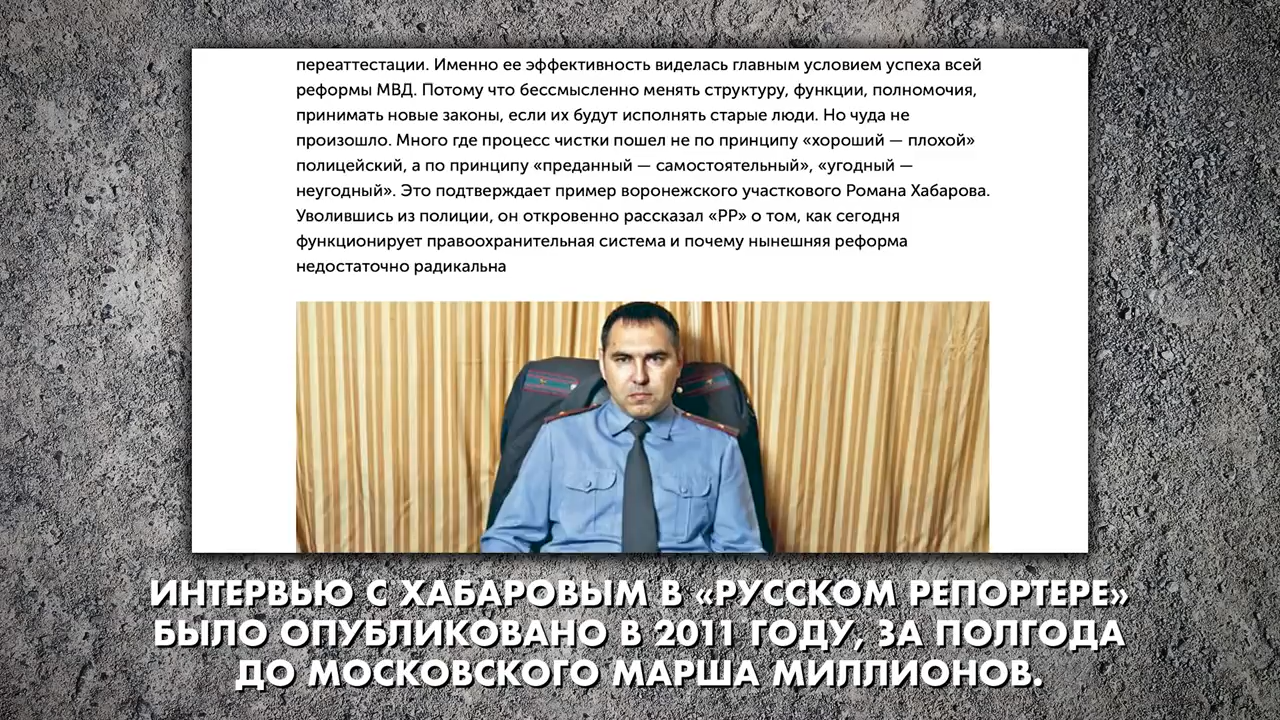 переаттестации. Именно ее эффективность виделась главным условием успеха всей
реформы МВД. Потому что бессмысленно менять структуру, функции, полномочия,
принимать новые законы, если их будут исполнять старые люди. Но чуда не
произошло. Много где процесс чистки пошел не по принципу «хороший — плохой»
полицейский, а по принципу «преданный — самостоятельный», «угодный —
неугодный». Это подтверждает пример воронежского участкового Романа Хабарова.
Уволившись из полиции, он откровенно рассказал «РР» о том, как сегодня
функционирует правоохранительная система и почему нынешняя реформа
недостаточно радикальна
ИНТЕРВЬЮ С ХАБАРОВЫМ В «РУССКОМ РЕПОРТЕРЕ»
БЫЛО ОПУБЛИКОВАНО В 2011 ГОДУ, ЗА ПОЛГОДА
ДО МОСКОВСКОГО МАРША МИЛЛИОНОВ.